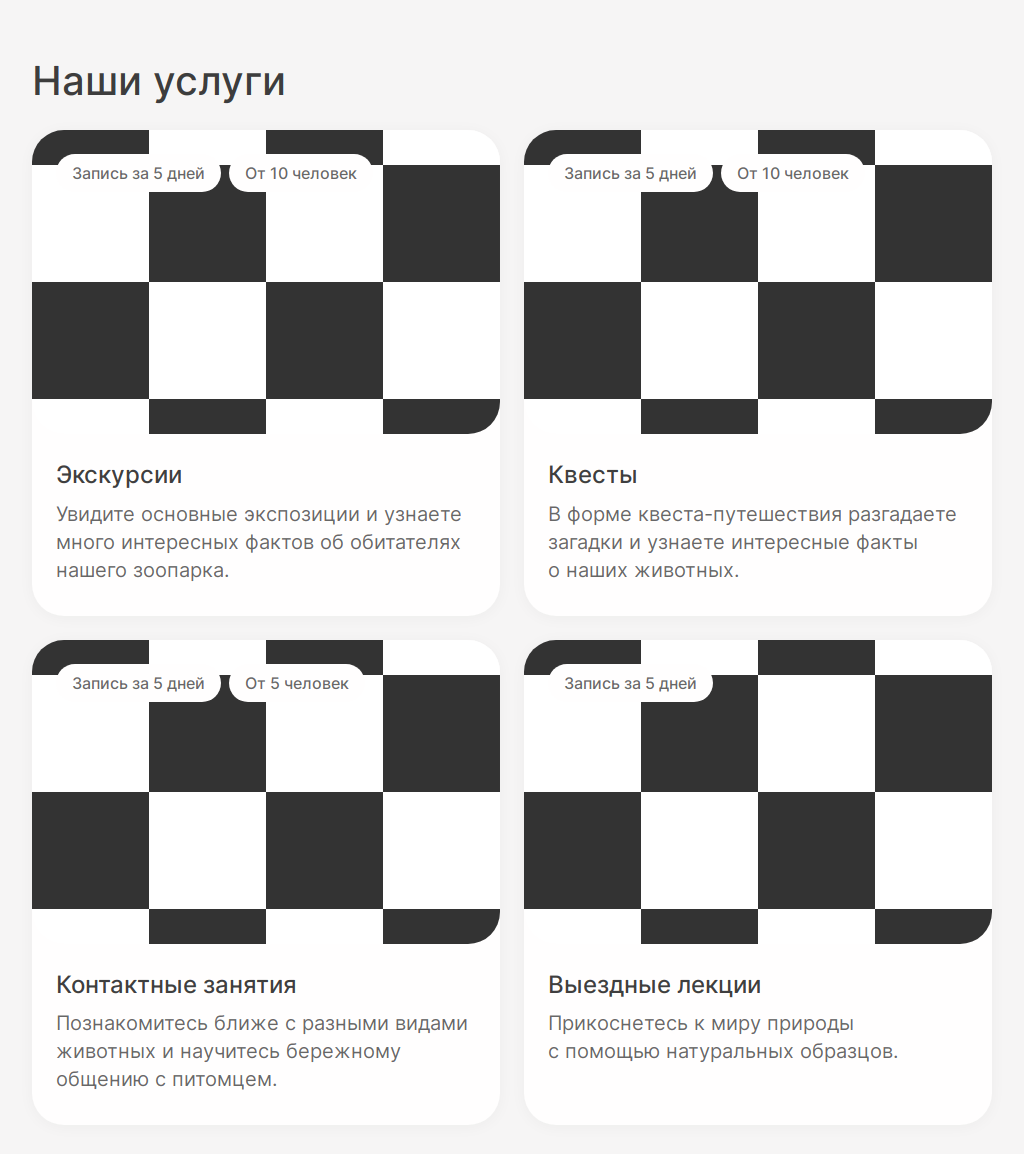 Наши услуги
Запись за 5 дней
От 10 человек
Экскурсии
Увидите основные экспозиции и узнаете
много интересных фактов об обитателях
нашего зоопарка.
Запись за 5 дней
От 10 человек
Квесты
В форме квеста-путешествия разгадаете
загадки и узнаете интересные факты
о наших животных.
Запись за 5 дней
От 5 человек
Контактные занятия
Познакомитесь ближе с разными видами
животных и научитесь бережному
общению с питомцем.
Запись за 5 дней
Выездные лекции
Прикоснетесь к миру природы
с помощью натуральных образцов.